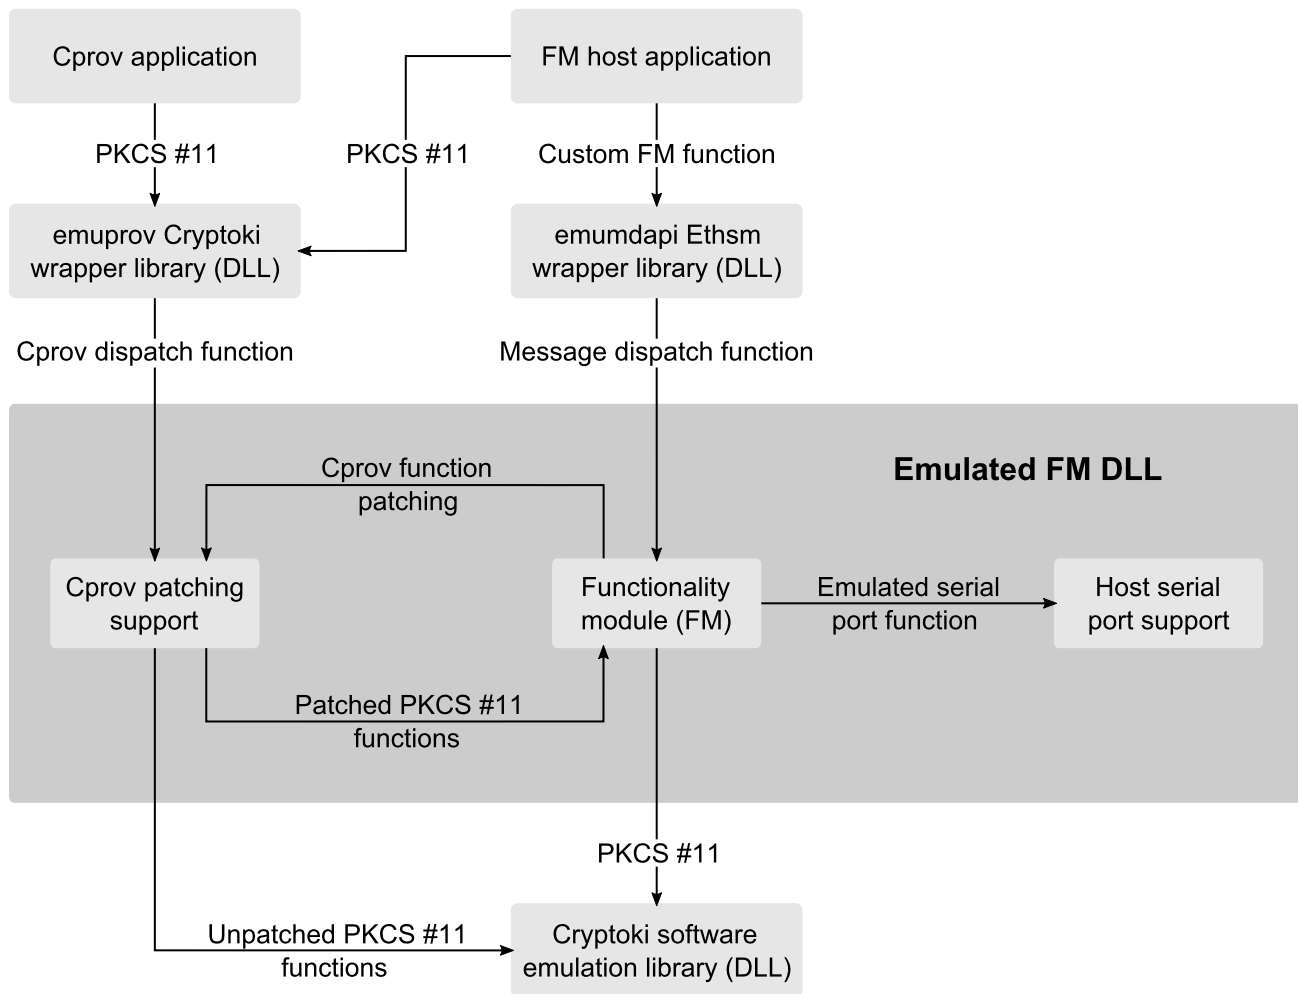 Cprov application
FM host application
PKCS #11
PKCS #11
Custom FM function
emuprov Cryptoki
wrapper library (DLL)
emumdapi Ethsm
wrapper library (DLL)
Cprov dispatch function
Message dispatch function
Emulated FM DLL
Cprov function
patching
Cprov patching
support
Functionality
module (FM)
Emulated serial
port function
Host serial
port support
Patched PKCS #11
functions
PKCS #11
Unpatched PKCS #11
functions
Cryptoki software
emulation library (DLL)